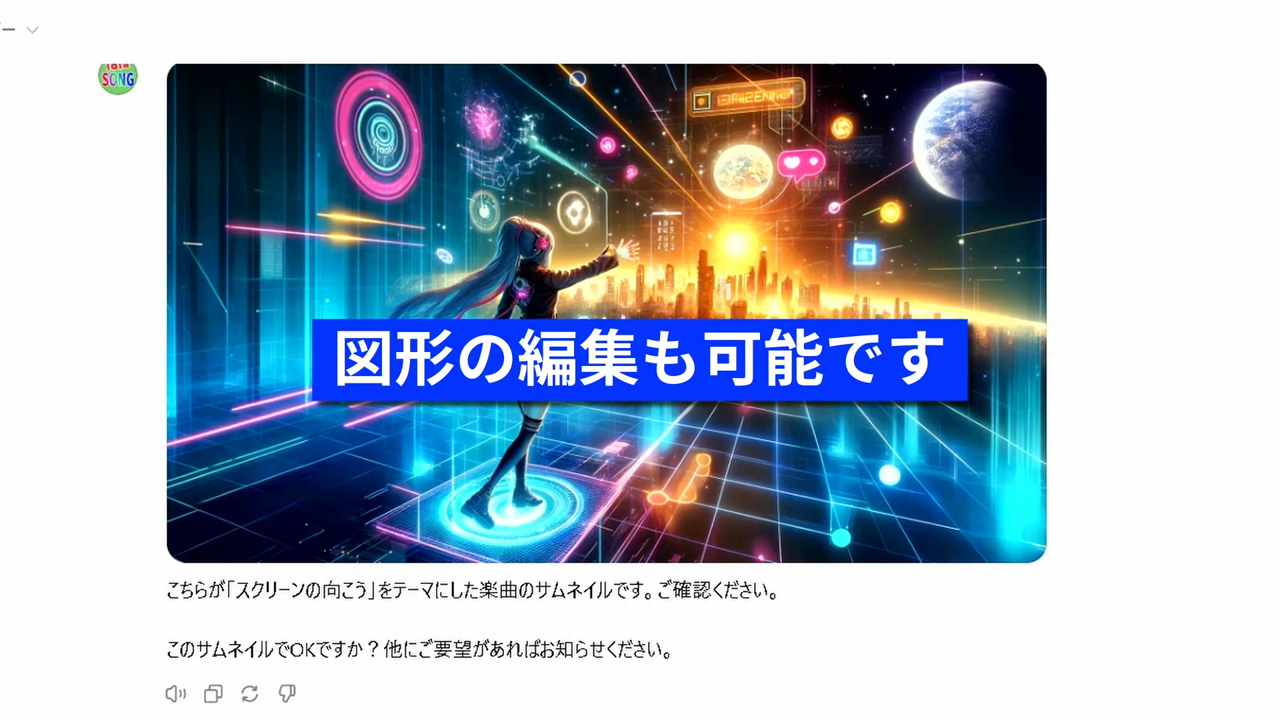 SONG
図形の編集も可能です
こちらが「スクリーンの向こう」をテーマにした楽曲のサムネイルです。ご確認ください。
このサムネイルでOKですか？他にご要望があればお知らせください。